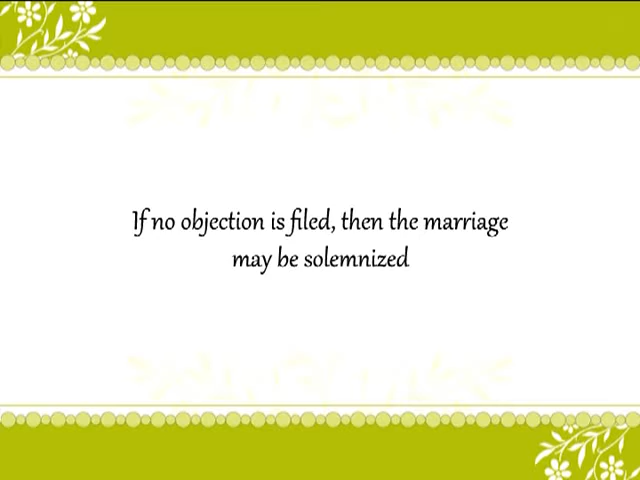 If no objection is filed, then the marriage
may be solemnized